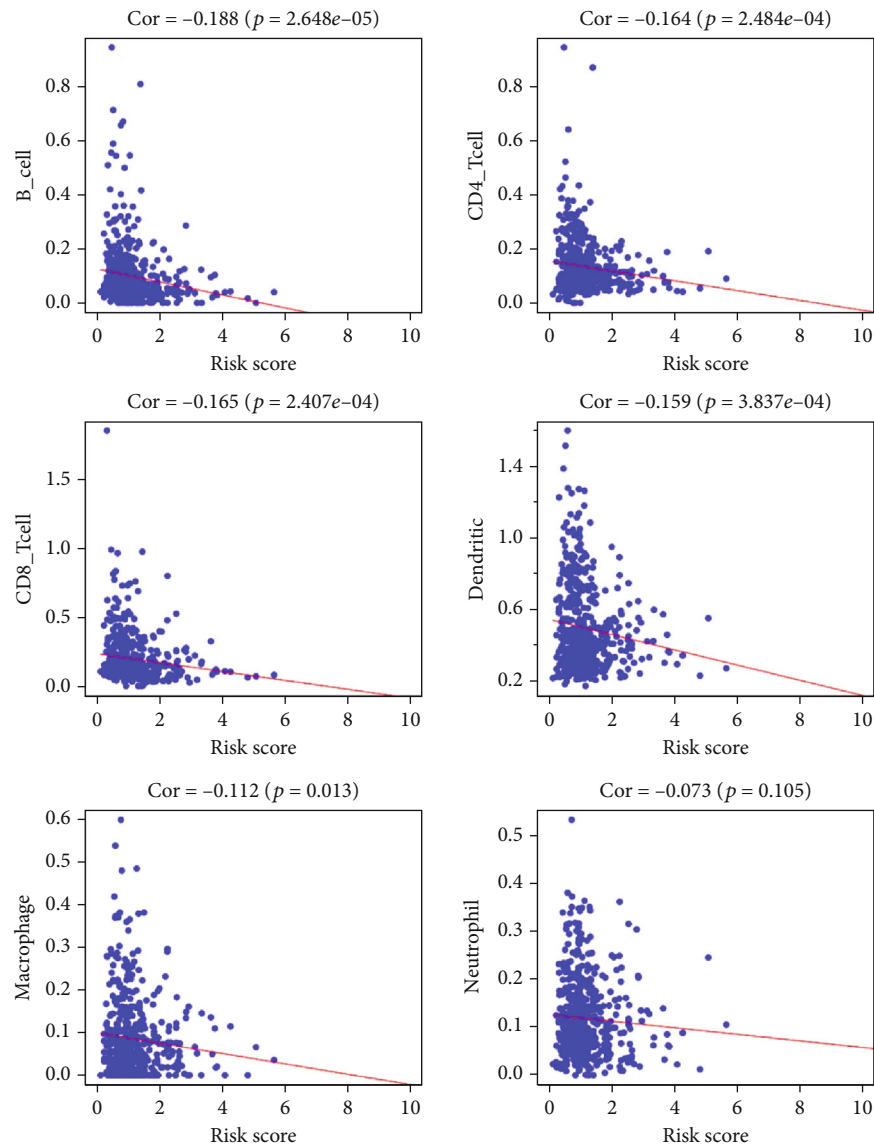 Cor = –0.188 (p = 2.648e–05)
0.8
0.6
0.4
0.2
0.0
B_cell
0 2 4 6 8 10
Risk score
Cor = –0.164 (p = 2.484e–04)
0.8
0.6
0.4
0.2
0.0
CD4_Tcell
0 2 4 6 8 10
Risk score
Cor = –0.165 (p = 2.407e–04)
1.5
1.0
0.5
0.0
CD8_Tcell
0 2 4 6 8 10
Risk score
Cor = –0.159 (p = 3.837e–04)
1.4
1.0
0.6
0.2
Dendritic
0 2 4 6 8 10
Risk score
Cor = –0.112 (p = 0.013)
0.6
0.5
0.4
0.3
0.2
0.1
0.0
Macrophage
0 2 4 6 8 10
Risk score
Cor = –0.073 (p = 0.105)
0.5
0.4
0.3
0.2
0.1
0.0
Neutrophil
0 2 4 6 8 10
Risk score